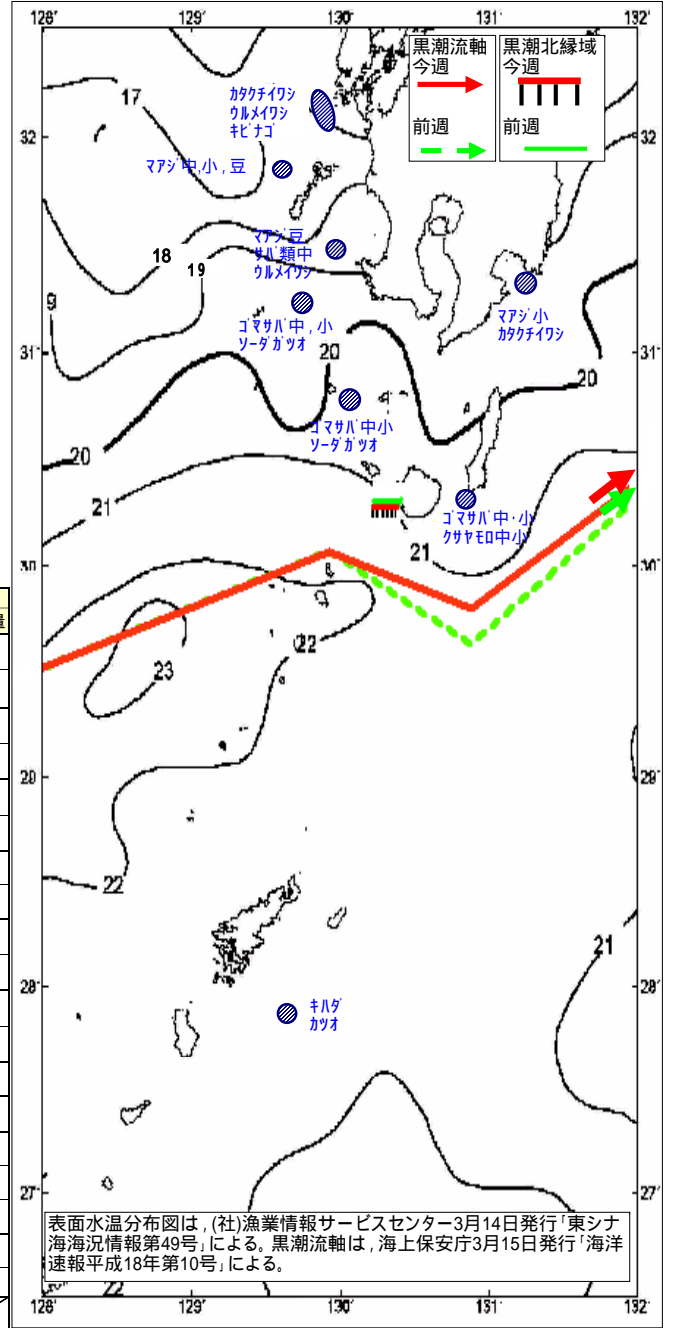 128° 129° 130° 131° 132°
黒潮流軸
今週
前週
黒潮北縁域
今週
前週
カタクチイワシ
ウルメイワシ
キビナゴ
17
32
マアジ中,小,豆
マアジ豆
サバ類中
ウルメイワシ
18
19
9
ゴマサバ中,小
ソーダガツオ
マアジ小
カタクチイワシ
31
31
20
20
ゴマサバ中小
ソーダガツオ
20
21
ゴマサバ中・小
クサヤモロ中小
21
30
30
量
22
23
29
29
22
21
28
28
キハダ
カツオ
27
27
表面水温分布図は,(社)漁業情報サービスセンター3月14日発行「東シナ
海海況情報第49号」による。黒潮流軸は,海上保安庁3月15日発行「海洋
速報平成18年第10号」による。
22
128° 129° 130° 131° 132°